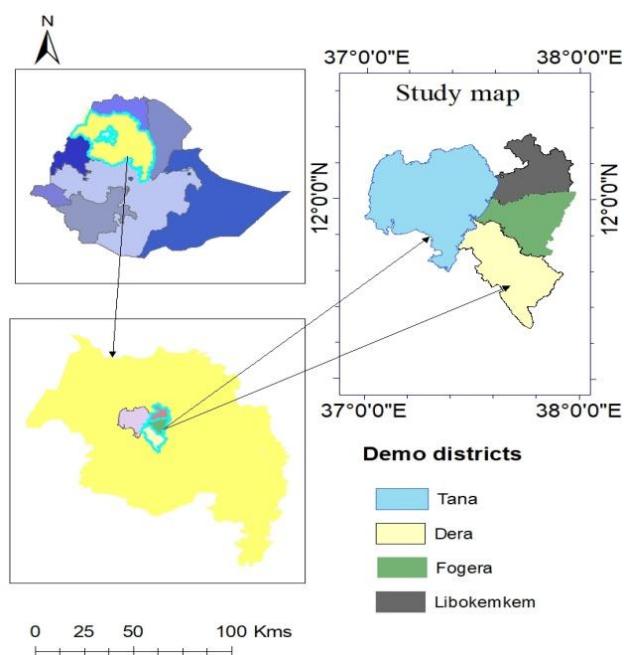 N
37°0'0"E 38°0'0"E
Study map
12°0'0"N
12°0'0"N
37°0'0"E 38°0'0"E
Demo districts
Tana
Dera
Fogera
Libokemkem
0 25 50 100 Kms